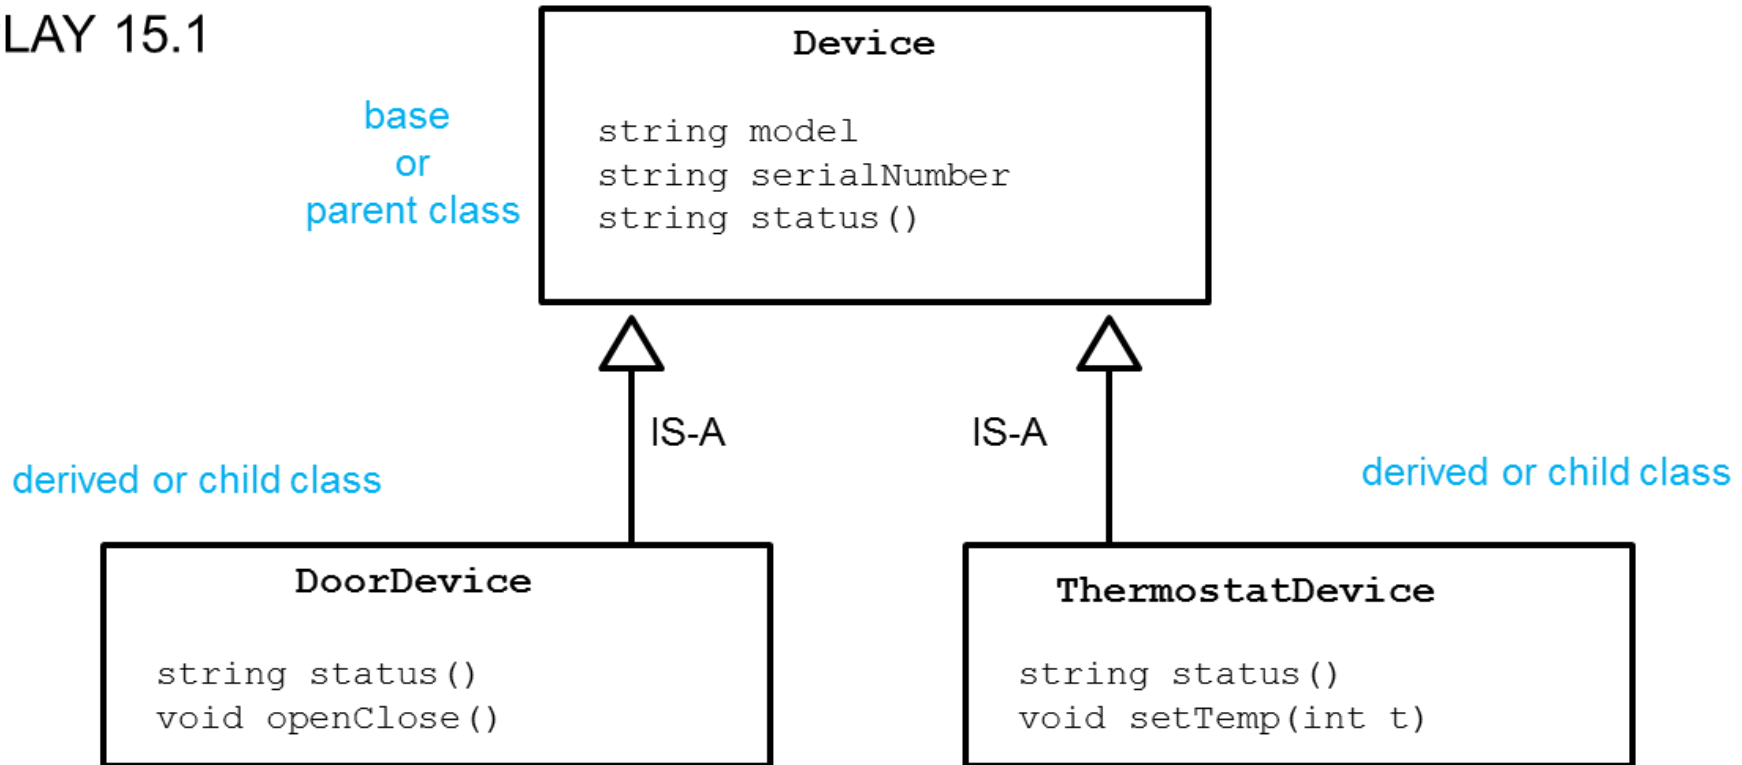 LAY 15.1
Device
base
or
parent class
string model
string serialNumber
string status()
IS-A
IS-A
derived or child class
derived or child class
DoorDevice
string status()
void openClose()
ThermostatDevice
string status()
void setTemp(int t)